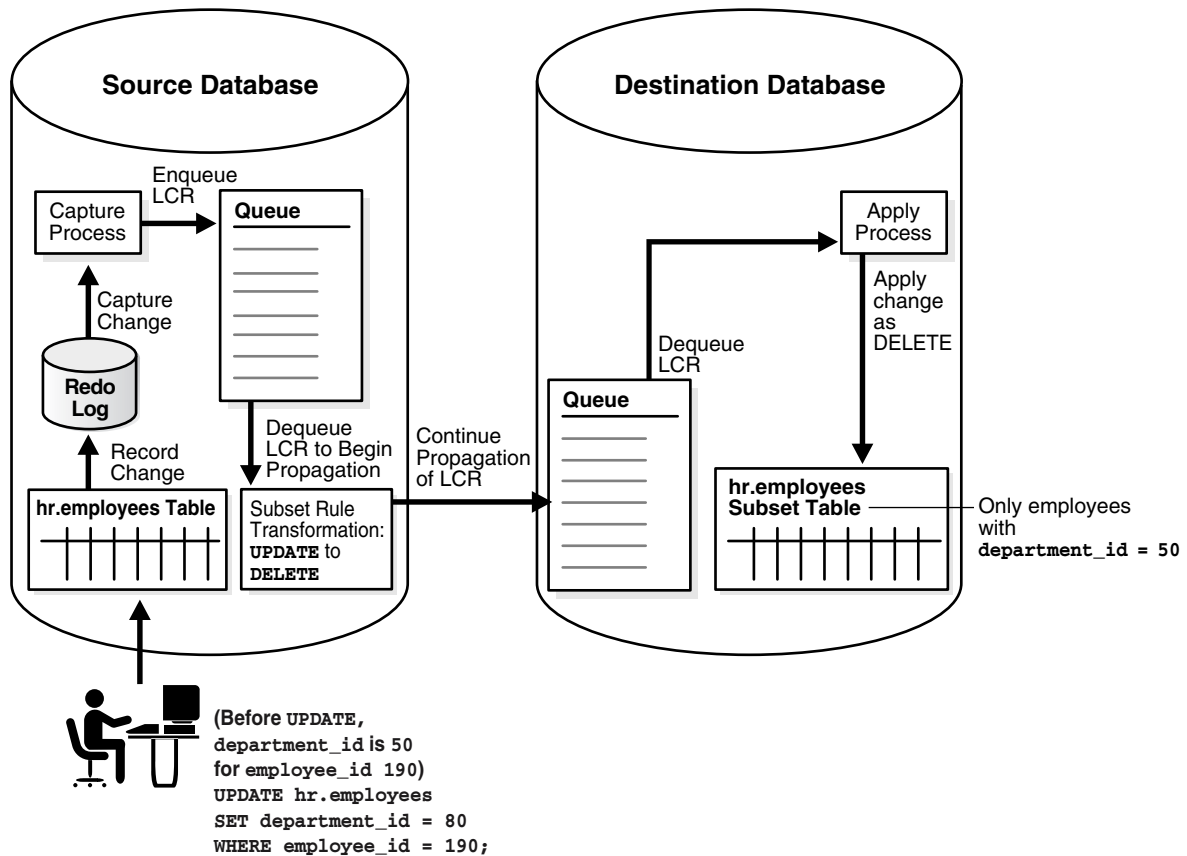 Source Database
Destination Database
Enqueue
LCR
Capture
Process
Queue
Apply
Process
Capture
Change
Apply
change
as
DELETE
Redo
Log
Dequeue
LCR
Queue
Record
Change
Dequeue
LCR to Begin
Propagation
Continue
Propagation
of LCR
hr.employees Table
Subset Rule
Transformation:
UPDATE to
DELETE
hr.employees
Subset Table
Only employees
with
department_id = 50
(Before UPDATE,
department_id is 50
for employee_id 190)
UPDATE hr.employees
SET department_id = 80
WHERE employee_id = 190;